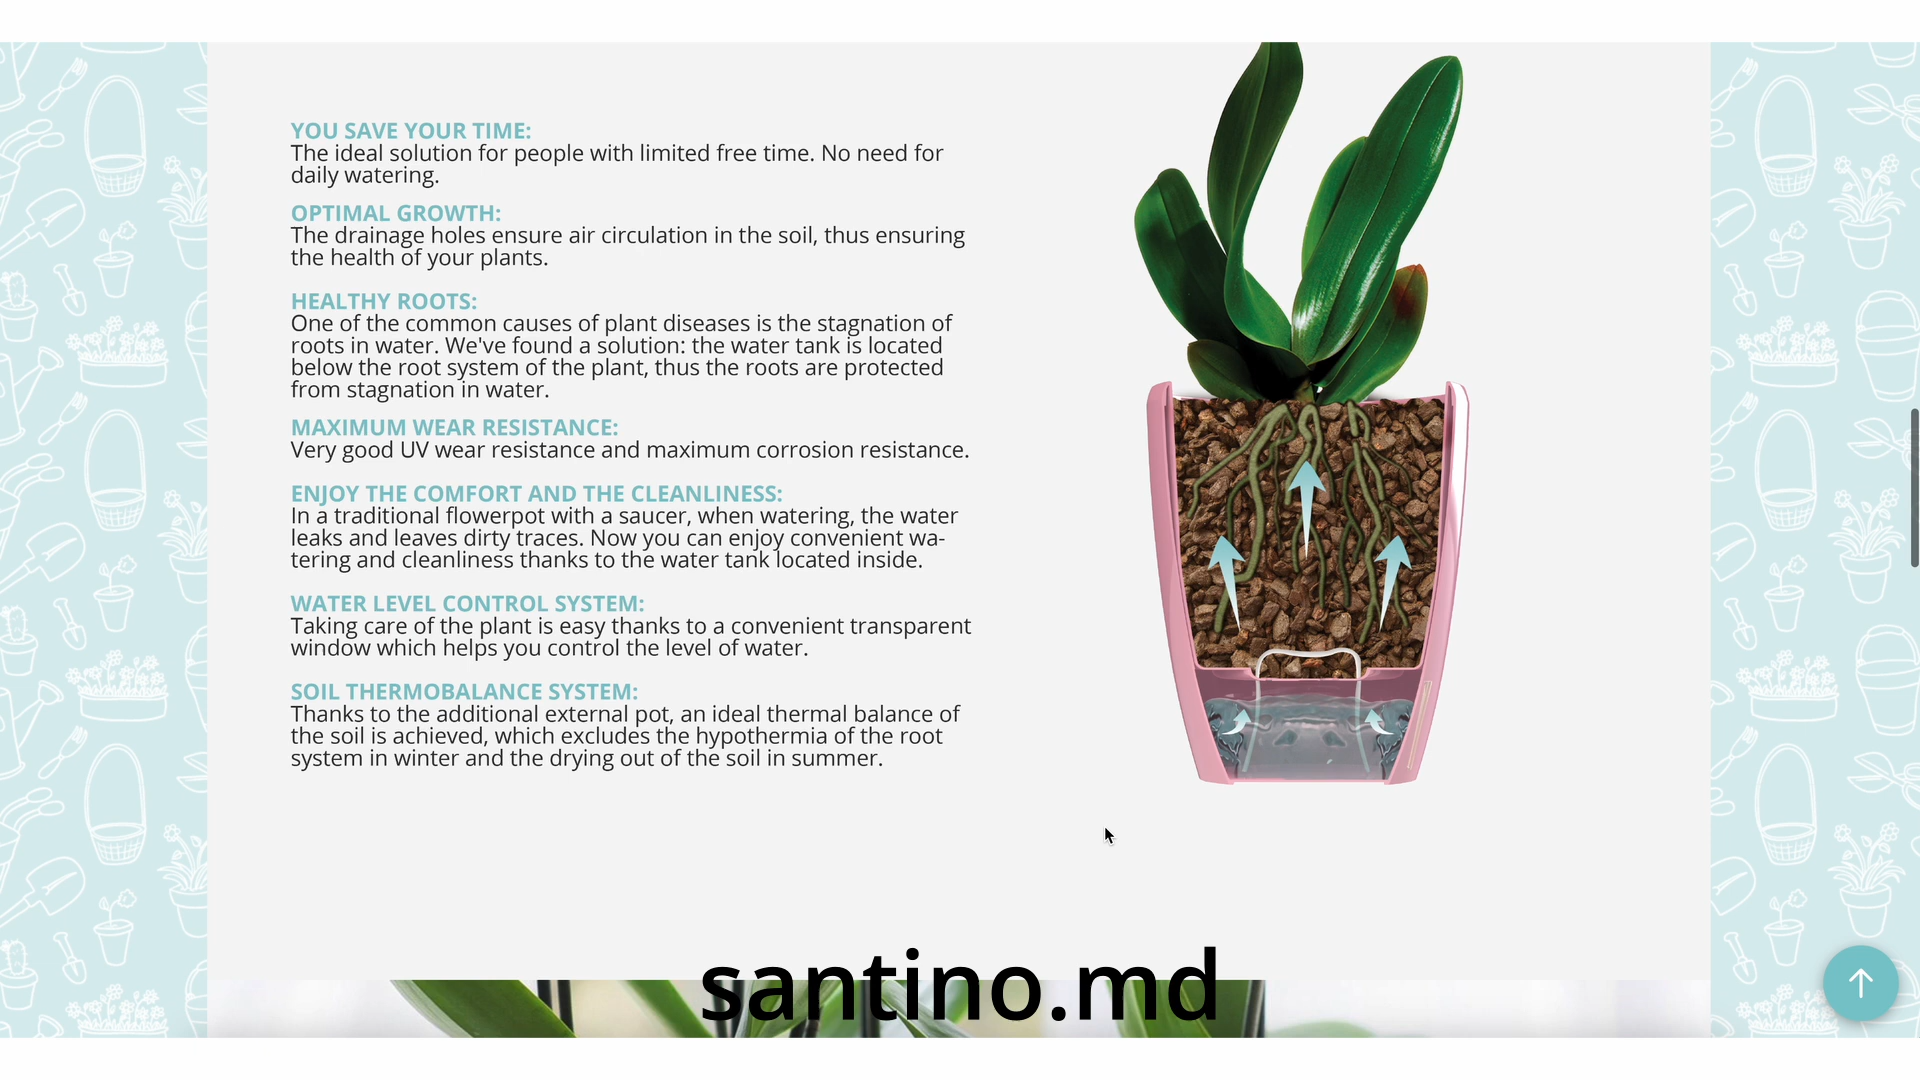 YOU SAVE YOUR TIME:
The ideal solution for people with limited free time. No need for
daily watering.
OPTIMAL GROWTH:
The drainage holes ensure air circulation in the soil, thus ensuring
the health of your plants.
HEALTHY ROOTS:
One of the common causes of plant diseases is the stagnation of
roots in water. We've found a solution: the water tank is located
below the root system of the plant, thus the roots are protected
from stagnation in water.
MAXIMUM WEAR RESISTANCE:
Very good UV wear resistance and maximum corrosion resistance.
ENJOY THE COMFORT AND THE CLEANLINESS:
In a traditional flowerpot with a saucer, when watering, the water
leaks and leaves dirty traces. Now you can enjoy convenient wa-
tering and cleanliness thanks to the water tank located inside.
WATER LEVEL CONTROL SYSTEM:
Taking care of the plant is easy thanks to a convenient transparent
window which helps you control the level of water.
SOIL THERMOBALANCE SYSTEM:
Thanks to the additional external pot, an ideal thermal balance of
the soil is achieved, which excludes the hypothermia of the root
system in winter and the drying out of the soil in summer.
santino.md